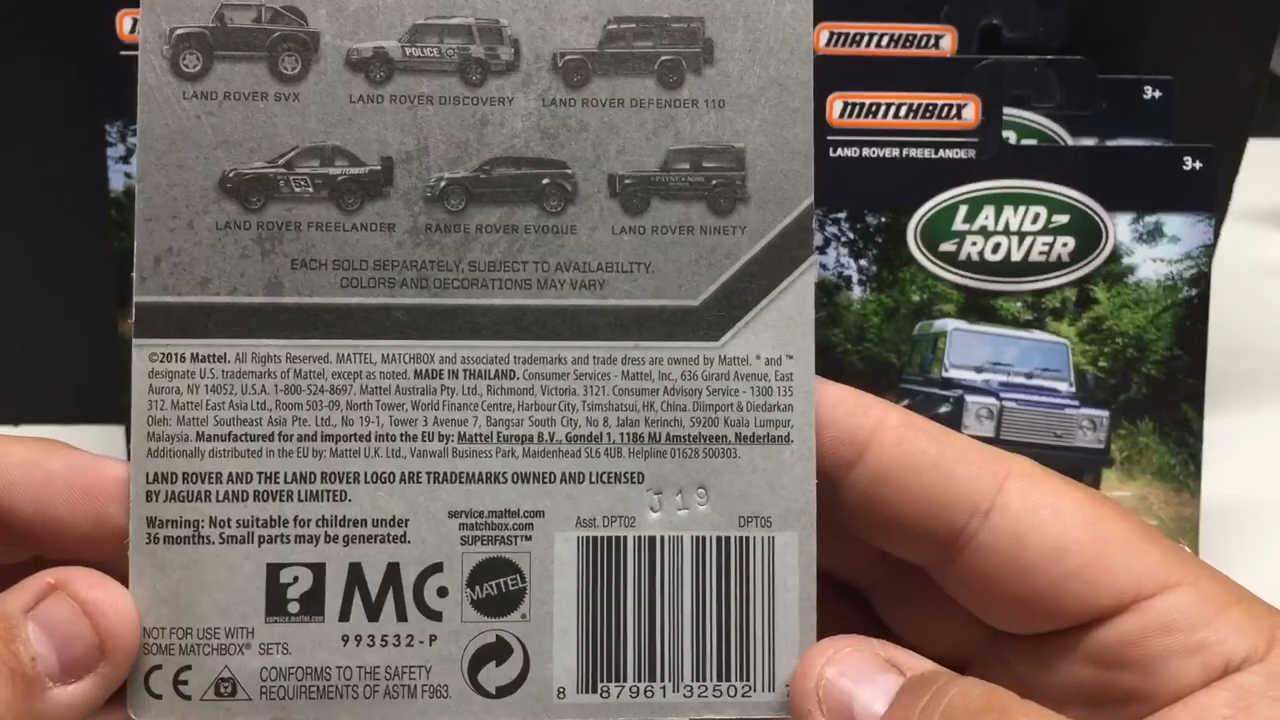 POLICE
LAND ROVER SVX
LAND ROVER DISCOVERY
LAND ROVER DEFENDER 110
53
MATCHBOX
PAYNE & SONS
LAND ROVER FREELANDER
RANGE ROVER EVOQUE
LAND ROVER NINETY
EACH SOLD SEPARATELY, SUBJECT TO AVAILABILITY.
COLORS AND DECORATIONS MAY VARY
©2016 Mattel. All Rights Reserved. MATTEL, MATCHBOX and associated trademarks and trade dress are owned by Mattel. ® and ™
designate U.S. trademarks of Mattel, except as noted. MADE IN THAILAND. Consumer Services - Mattel, Inc., 636 Girard Avenue, East
Aurora, NY 14052, U.S.A. 1-800-524-8697. Mattel Australia Pty. Ltd., Richmond, Victoria. 3121. Consumer Advisory Service - 1300 135
312. Mattel East Asia Ltd., Room 503-09, North Tower, World Finance Centre, Harbour City, Tsimshatsui, HK, China. Diimport & Diedarkan
Oleh: Mattel Southeast Asia Pte. Ltd., No 19-1, Tower 3 Avenue 7, Bangsar South City, No 8, Jalan Kerinchi, 59200 Kuala Lumpur,
Malaysia. Manufactured for and imported into the EU by: Mattel Europa B.V., Gondel 1, 1186 MJ Amstelveen, Nederland.
Additionally distributed in the EU by: Mattel U.K. Ltd., Vanwall Business Park, Maidenhead SL6 4UB. Helpline 01628 500303.
LAND ROVER AND THE LAND ROVER LOGO ARE TRADEMARKS OWNED AND LICENSED
BY JAGUAR LAND ROVER LIMITED.
J19
Warning: Not suitable for children under
36 months. Small parts may be generated.
service.mattel.com
matchbox.com
SUPERFAST™
Asst. DPT02
DPT05
?
service.mattel.com
MC
993532-P
MATTEL
®
NOT FOR USE WITH
SOME MATCHBOX® SETS.
CE
CONFORMS TO THE SAFETY
REQUIREMENTS OF ASTM F963.
8 87961 32502 7
MATCHBOX
3+
MATCHBOX
LAND ROVER FREELANDER
3+
LAND
ROVER